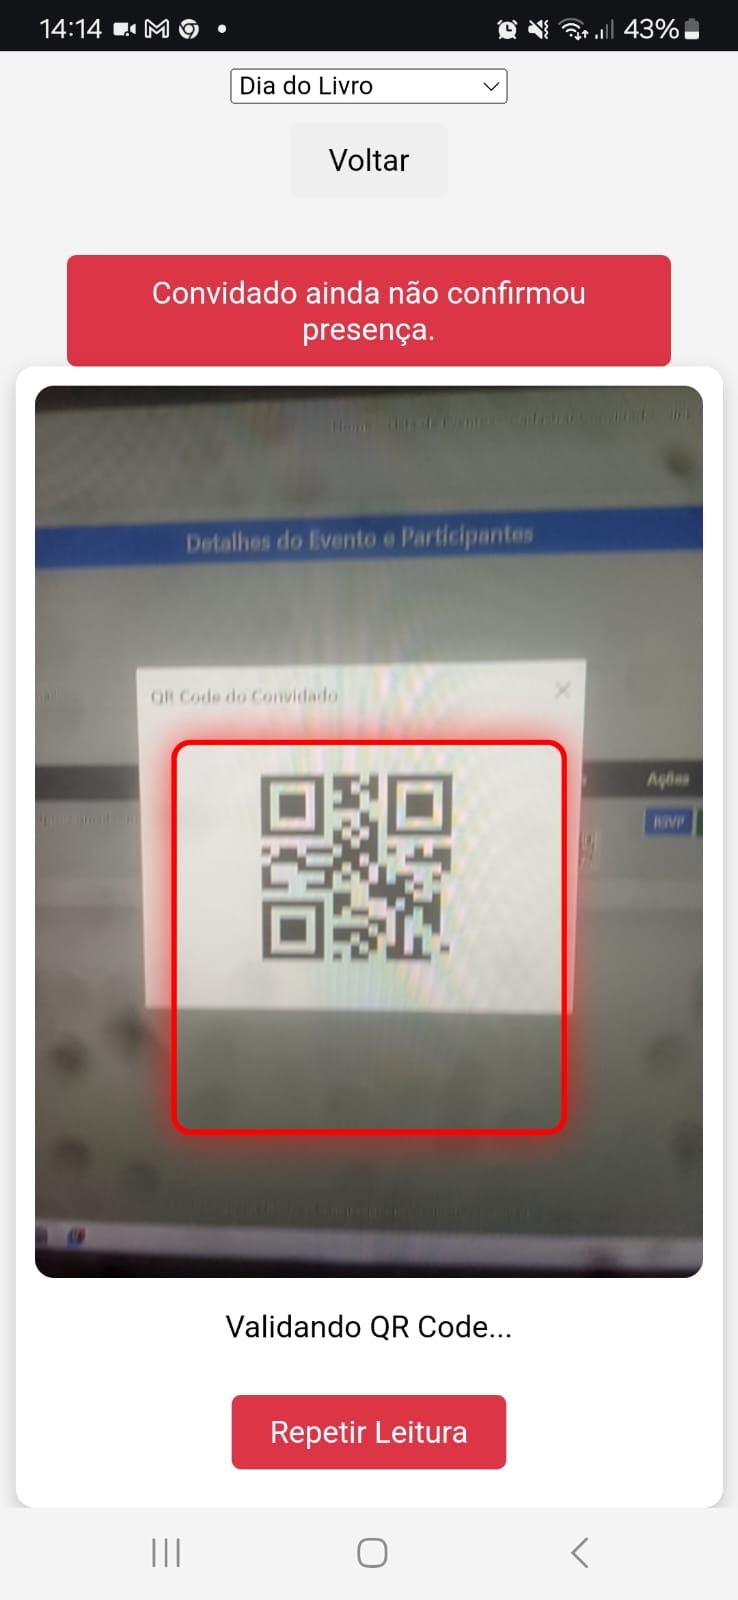 14:14
43%
Dia do Livro
Voltar
Convidado ainda não confirmou
presença.
Detalhes do Evento e Participantes
QR Code do Convidado
Ações
RSVP
Validando QR Code...
Repetir Leitura